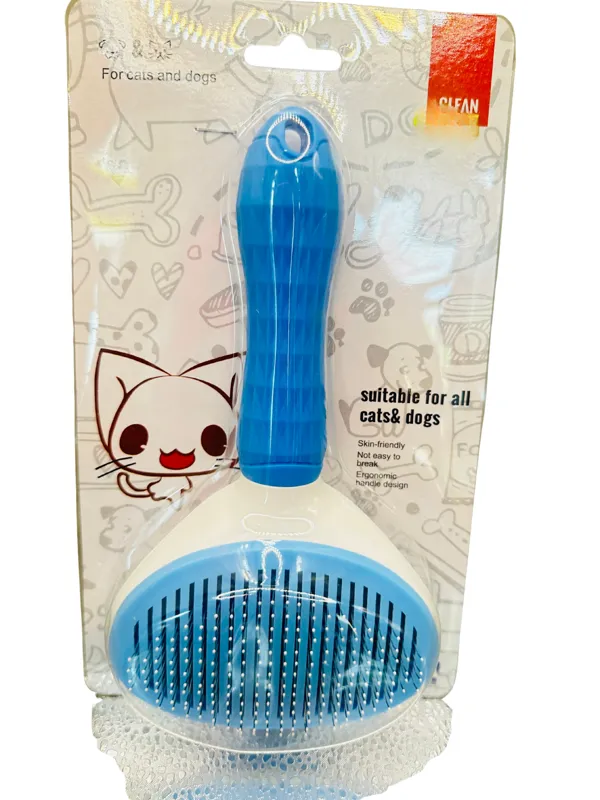 &
For cats and dogs
CLEAN
suitable for all
cats& dogs
Skin-friendly
Not easy to
break
Ergonomic
handle design